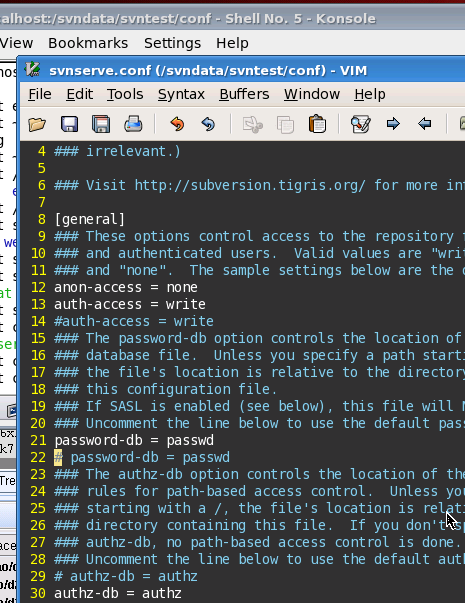 calhost:/svndata/svntest/conf - Shell No. 5 - Konsole
View Bookmarks Settings Help
svnserve.conf (/svndata/svntest/conf) - VIM
File Edit Tools Syntax Buffers Window Help
4 ### irrelevant.)
5
6 ### Visit http://subversion.tigris.org/ for more in
7
8 [general]
9 ### These options control access to the repository
10 ### and authenticated users. Valid values are "writ
11 ### and "none". The sample settings below are the
12 anon-access = none
13 auth-access = write
14 #auth-access = write
15 ### The password-db option controls the location of
16 ### database file. Unless you specify a path starti
17 ### the file's location is relative to the directory
18 ### this configuration file.
19 ### If SASL is enabled (see below), this file will
20 ### Uncomment the line below to use the default pas
21 password-db = passwd
22 # password-db = passwd
23 ### The authz-db option controls the location of the
24 ### rules for path-based access control. Unless you
25 ### starting with a /, the file's location is relati
26 ### directory containing this file. If you don't sp
27 ### authz-db, no path-based access control is done.
28 ### Uncomment the line below to use the default aut
29 # authz-db = authz
30 authz-db = authz